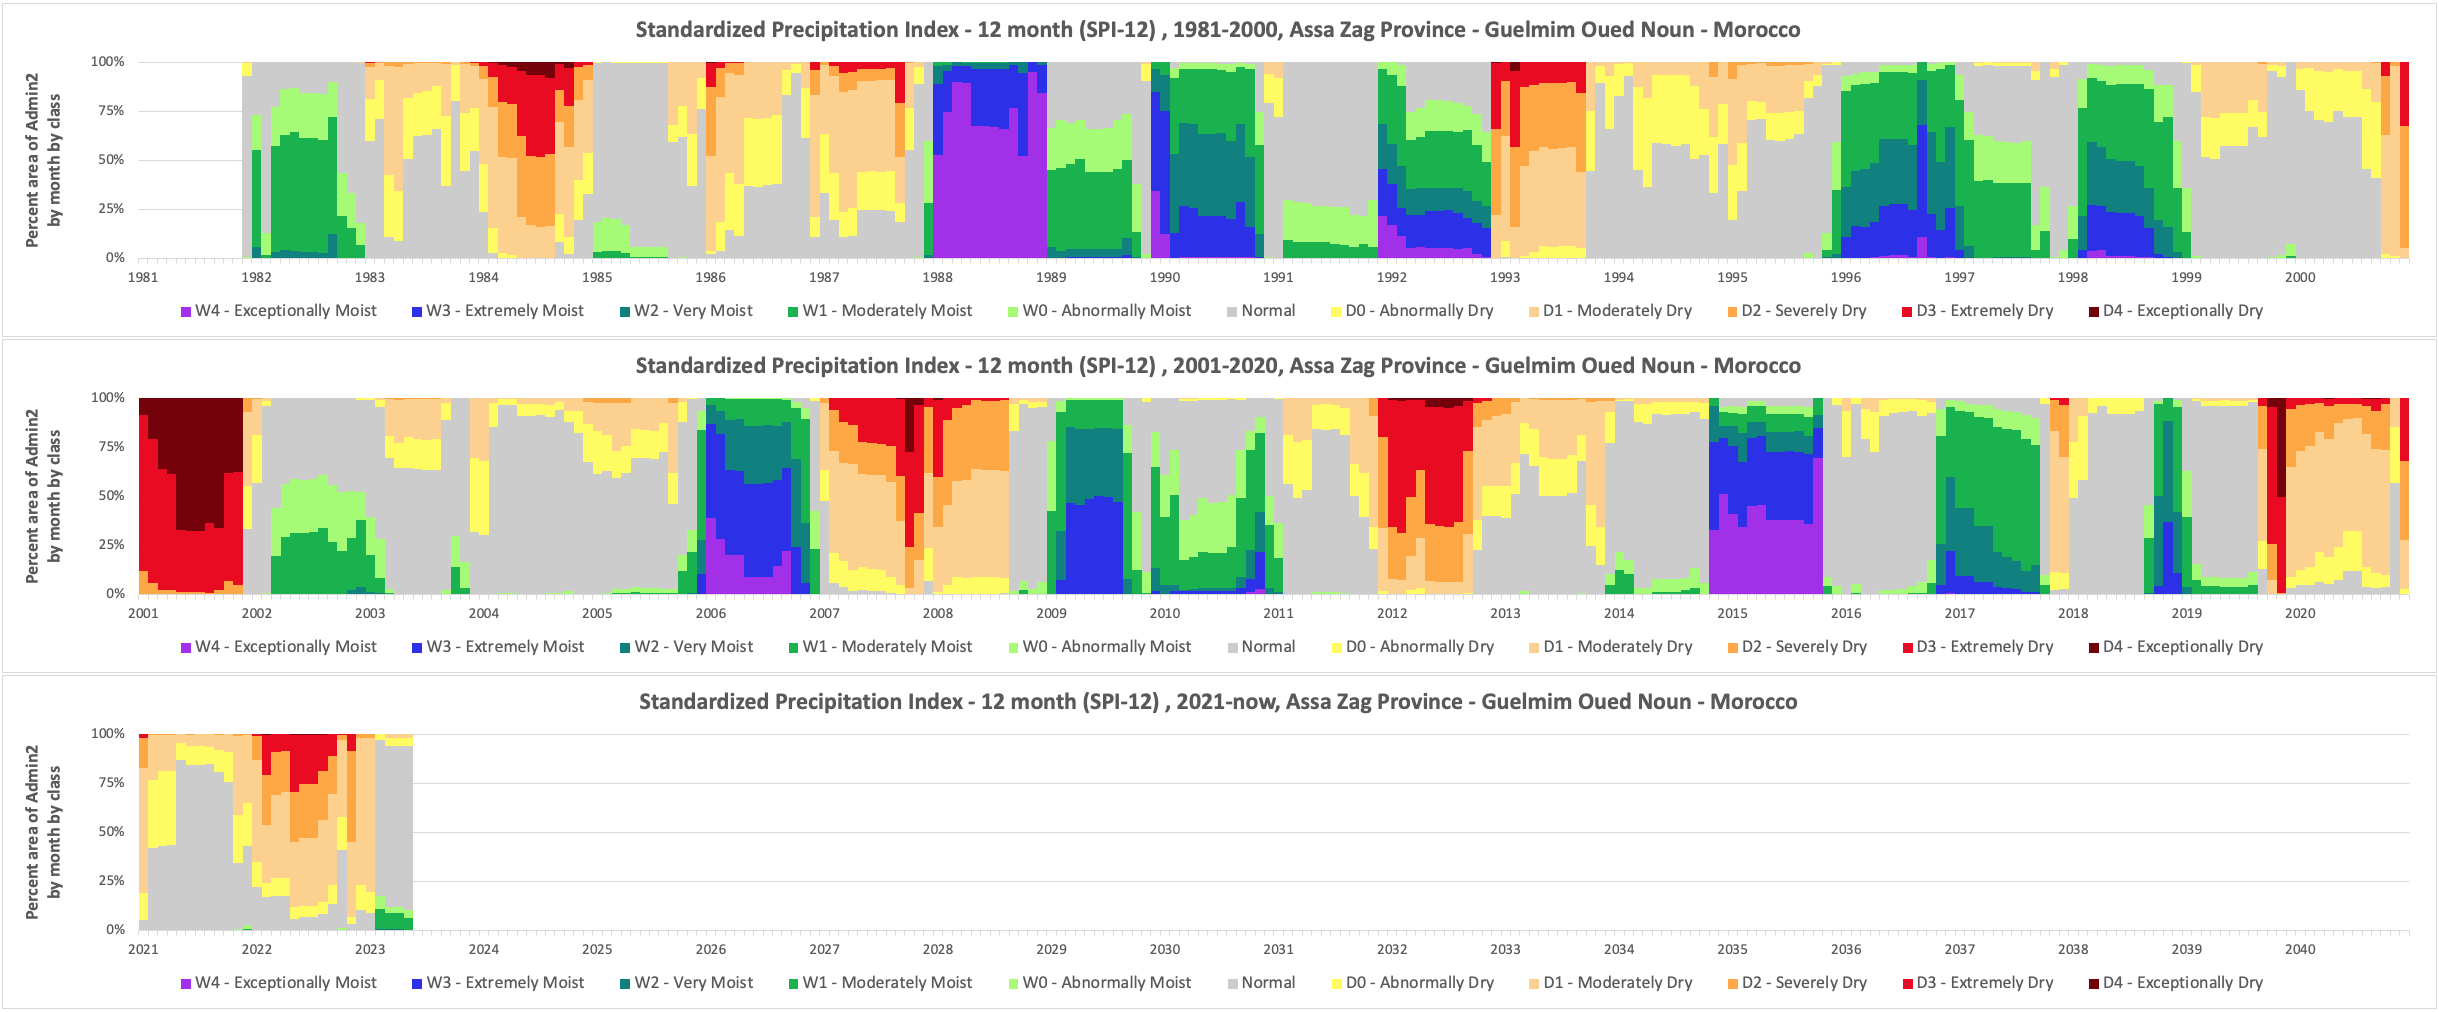 Standardized Precipitation Index - 12 month (SPI-12) , 1981-2000, Assa Zag Province - Guelmim Oued Noun - Morocco
Percent area of Admin2
by month by class
100%
75%
50%
25%
0%
1981 1982 1983 1984 1985 1986 1987 1988 1989 1990 1991 1992 1993 1994 1995 1996 1997 1998 1999 2000
W4 - Exceptionally Moist W3 - Extremely Moist W2 - Very Moist W1 - Moderately Moist W0 - Abnormally Moist Normal D0 - Abnormally Dry D1 - Moderately Dry D2 - Severely Dry D3 - Extremely Dry D4 - Exceptionally Dry
Standardized Precipitation Index - 12 month (SPI-12) , 2001-2020, Assa Zag Province - Guelmim Oued Noun - Morocco
Percent area of Admin2
by month by class
100%
75%
50%
25%
0%
2001 2002 2003 2004 2005 2006 2007 2008 2009 2010 2011 2012 2013 2014 2015 2016 2017 2018 2019 2020
W4 - Exceptionally Moist W3 - Extremely Moist W2 - Very Moist W1 - Moderately Moist W0 - Abnormally Moist Normal D0 - Abnormally Dry D1 - Moderately Dry D2 - Severely Dry D3 - Extremely Dry D4 - Exceptionally Dry
Standardized Precipitation Index - 12 month (SPI-12) , 2021-now, Assa Zag Province - Guelmim Oued Noun - Morocco
Percent area of Admin2
by month by class
100%
75%
50%
25%
0%
2021 2022 2023 2024 2025 2026 2027 2028 2029 2030 2031 2032 2033 2034 2035 2036 2037 2038 2039 2040
W4 - Exceptionally Moist W3 - Extremely Moist W2 - Very Moist W1 - Moderately Moist W0 - Abnormally Moist Normal D0 - Abnormally Dry D1 - Moderately Dry D2 - Severely Dry D3 - Extremely Dry D4 - Exceptionally Dry